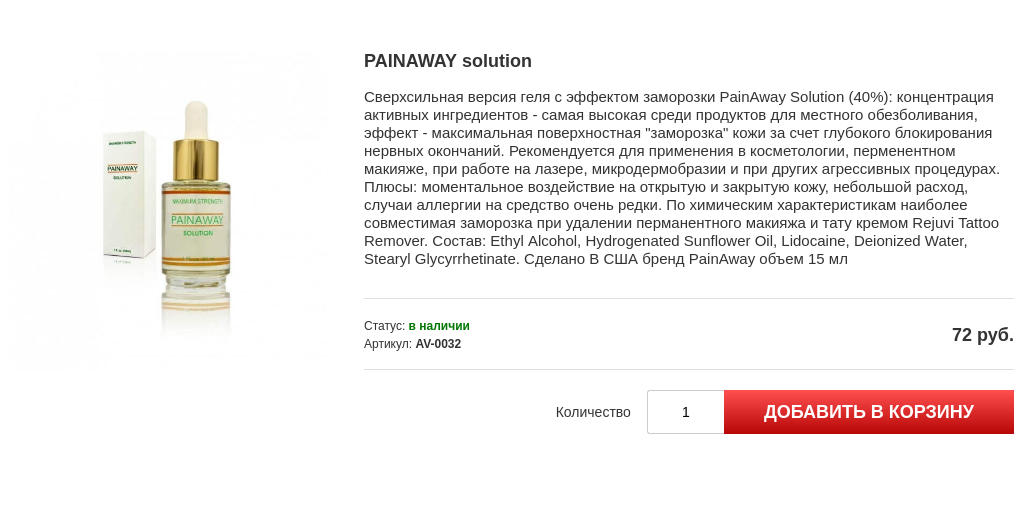 PAINAWAY solution
Сверхсильная версия геля с эффектом заморозки PainAway Solution (40%): концентрация
активных ингредиентов - самая высокая среди продуктов для местного обезболивания,
эффект - максимальная поверхностная "заморозка" кожи за счет глубокого блокирования
нервных окончаний. Рекомендуется для применения в косметологии, перменентном
макияже, при работе на лазере, микродермобразии и при других агрессивных процедурах.
Плюсы: моментальное воздействие на открытую и закрытую кожу, небольшой расход,
случаи аллергии на средство очень редки. По химическим характеристикам наиболее
совместимая заморозка при удалении перманентного макияжа и тату кремом Rejuvi Tattoo
Remover. Состав: Ethyl Alcohol, Hydrogenated Sunflower Oil, Lidocaine, Deionized Water,
Stearyl Glycyrrhetinate. Сделано В США бренд PainAway объем 15 мл
MAXIMUM STRENGTH
PAINAWAY
SOLUTION
MAXIMUM STRENGTH
PAINAWAY
SOLUTION
Статус: в наличии
Артикул: AV-0032
72 руб.
Количество
1
ДОБАВИТЬ В КОРЗИНУ